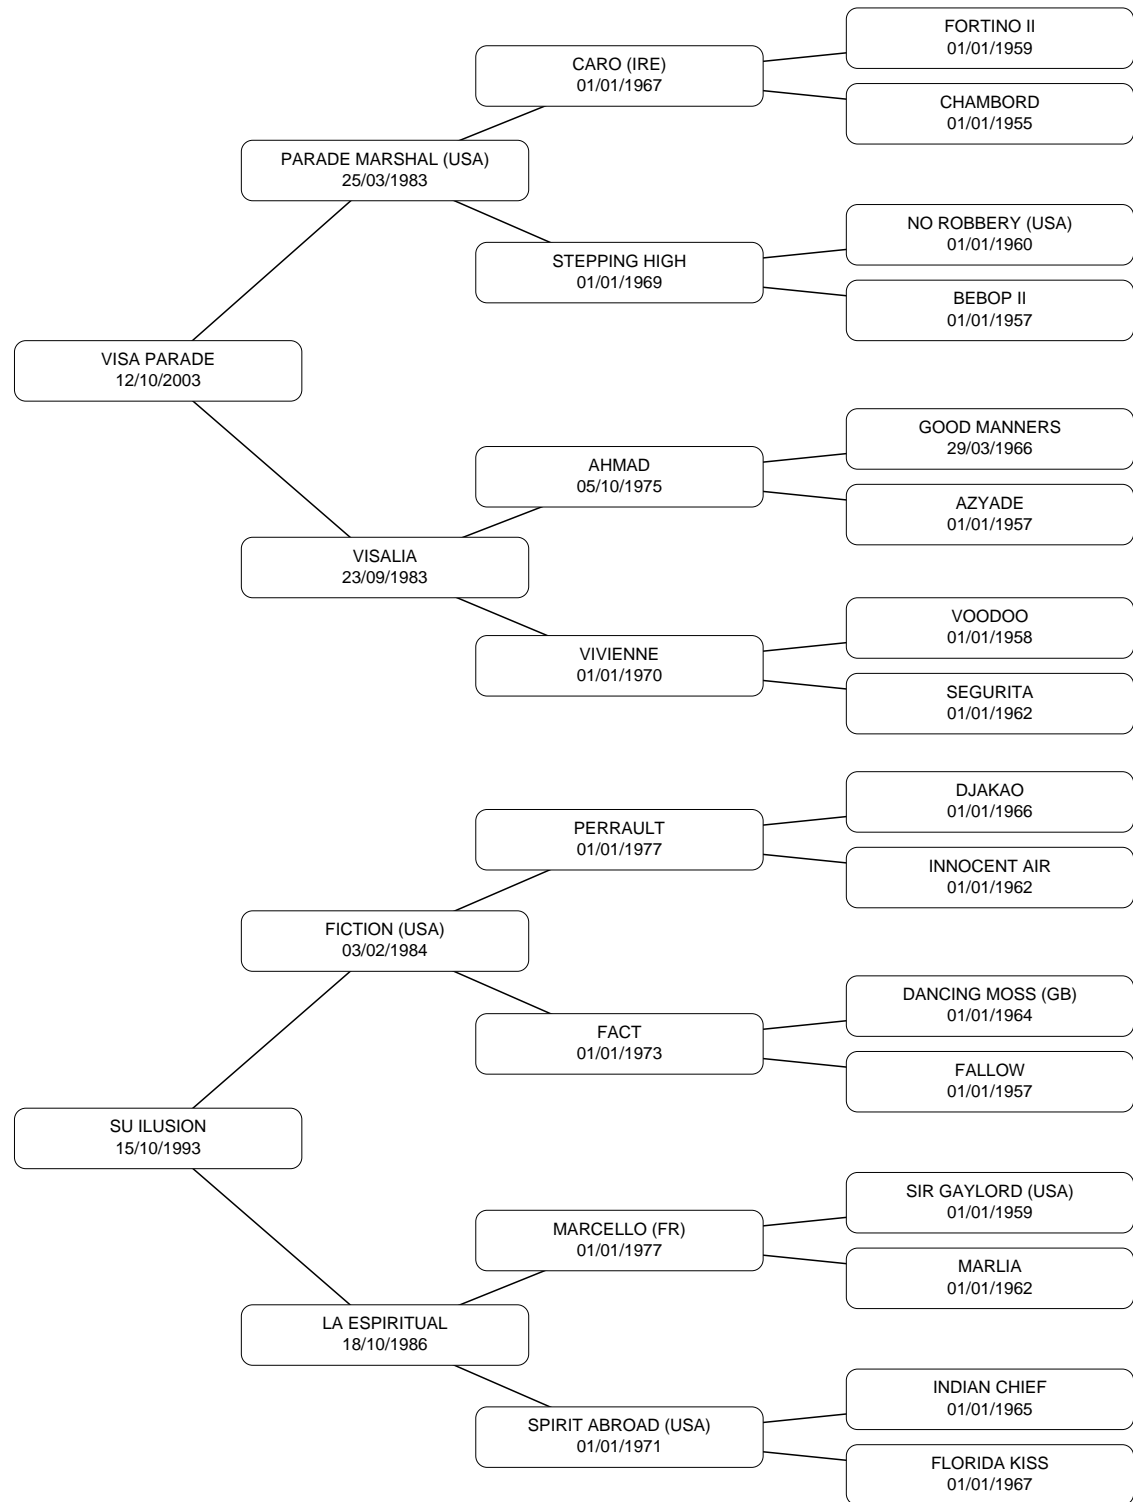 FORTINO II
01/01/1959
CARO (IRE)
01/01/1967
CHAMBORD
01/01/1955
PARADE MARSHAL (USA)
25/03/1983
NO ROBBERY (USA)
01/01/1960
STEPPING HIGH
01/01/1969
BEBOP II
01/01/1957
VISA PARADE
12/10/2003
GOOD MANNERS
29/03/1966
AHMAD
05/10/1975
AZYADE
01/01/1957
VISALIA
23/09/1983
VOODOO
01/01/1958
VIVIENNE
01/01/1970
SEGURITA
01/01/1962
DJAKAO
01/01/1966
PERRAULT
01/01/1977
INNOCENT AIR
01/01/1962
FICTION (USA)
03/02/1984
DANCING MOSS (GB)
01/01/1964
FACT
01/01/1973
FALLOW
01/01/1957
SU ILUSION
15/10/1993
SIR GAYLORD (USA)
01/01/1959
MARCELLO (FR)
01/01/1977
MARLIA
01/01/1962
LA ESPIRITUAL
18/10/1986
INDIAN CHIEF
01/01/1965
SPIRIT ABROAD (USA)
01/01/1971
FLORIDA KISS
01/01/1967